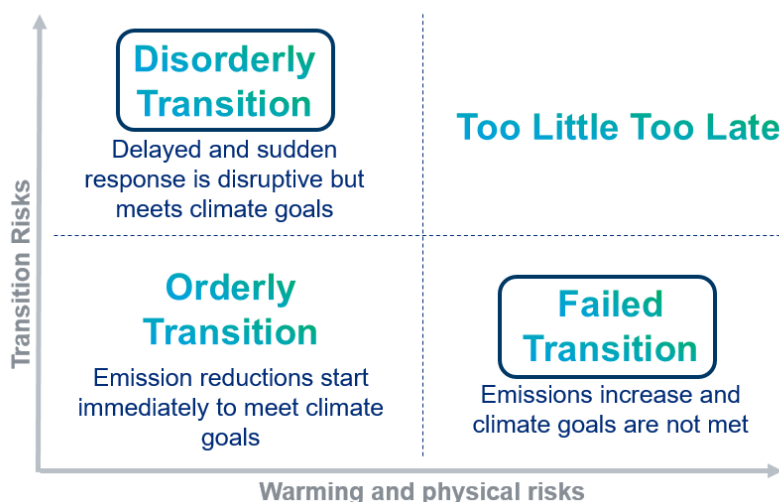 Disorderly
Transition
Delayed and sudden
response is disruptive but
meets climate goals
Too Little Too Late
Transition Risks
Orderly
Transition
Emission reductions start
immediately to meet climate
goals
Failed
Transition
Emissions increase and
climate goals are not met
Warming and physical risks